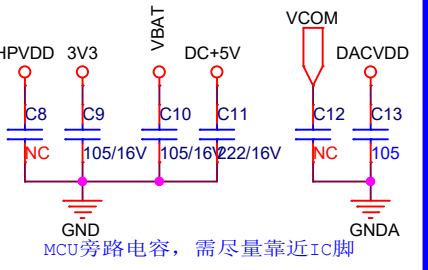 HPVDD 3V3 VBAT DC+5V VCOM DACVDD
C8 C9 C10 C11 C12 C13
NC 105/16V 105/16V 222/16V NC 105
GND GNDA
MCU旁路电容，需尽量靠近IC脚